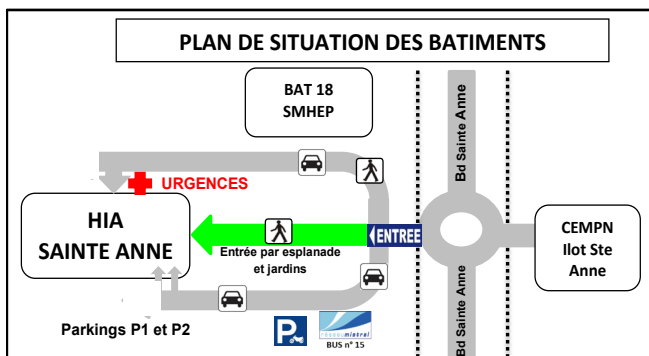 PLAN DE SITUATION DES BATIMENTS
BAT 18
SMHEP
Bd Sainte Anne
URGENCES
HIA
SAINTE ANNE
ENTREE
Entrée par esplanade
et jardins
CEMPN
Ilot Ste
Anne
Bd Sainte Anne
Parkings P1 et P2
P
reseau mistral
BUS n° 15